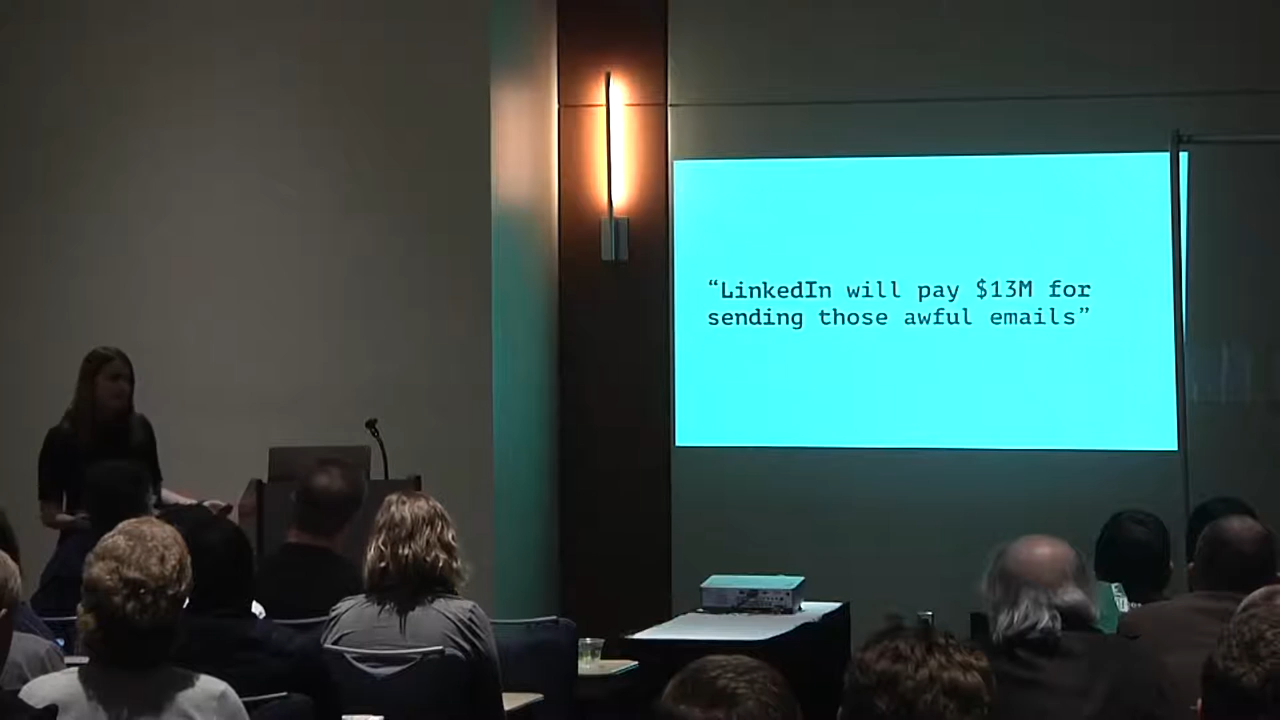 “LinkedIn will pay $13M for
sending those awful emails”